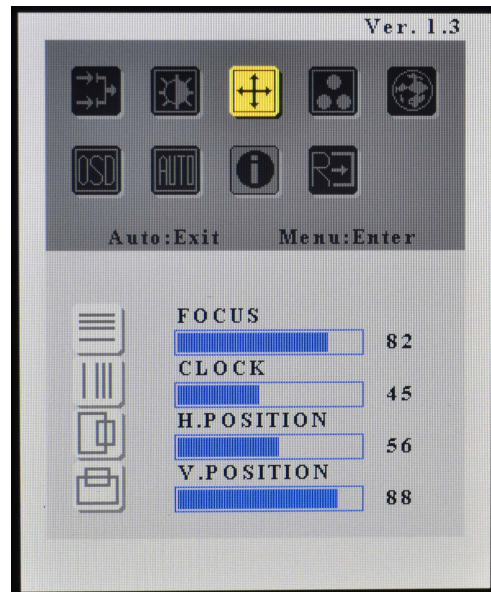 Ver. 1.3
OSD AUTO i R
Auto:Exit Menu:Enter
FOCUS
82
CLOCK
45
H.POSITION
56
V.POSITION
88